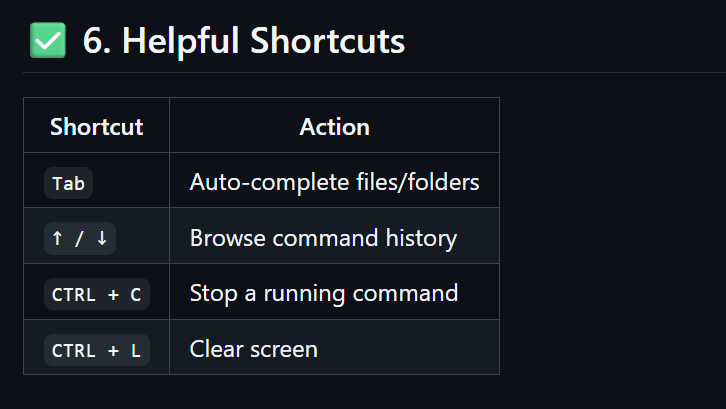 ✅ 6. Helpful Shortcuts
Shortcut Action
Tab Auto-complete files/folders
↑ / ↓ Browse command history
CTRL + C Stop a running command
CTRL + L Clear screen